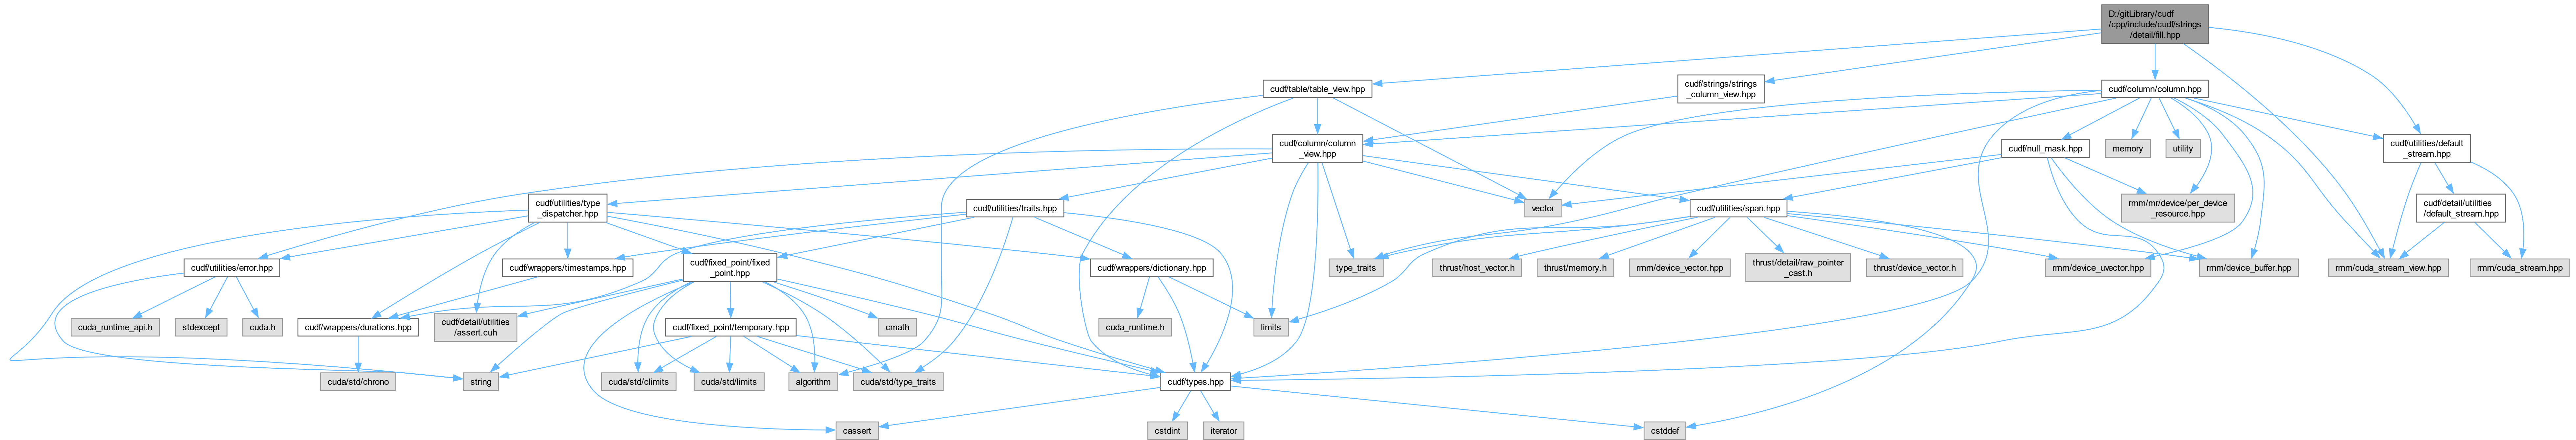 D:/gitLibrary/cudf
/cpp/include/cudf/strings
/detail/fill.hpp
cudf/table/table_view.hpp
cudf/strings/strings
_column_view.hpp
cudf/column/column.hpp
cudf/column/column
_view.hpp
cudf/null_mask.hpp
memory
utility
cudf/utilities/default
_stream.hpp
cudf/utilities/type
_dispatcher.hpp
cudf/utilities/traits.hpp
vector
cudf/utilities/span.hpp
rmm/mr/device/per_device
_resource.hpp
cudf/detail/utilities
/default_stream.hpp
cudf/utilities/error.hpp
cudf/wrappers/timestamps.hpp
cudf/fixed_point/fixed
_point.hpp
cudf/wrappers/dictionary.hpp
type_traits
thrust/host_vector.h
thrust/memory.h
rmm/device_vector.hpp
thrust/detail/raw_pointer
_cast.h
thrust/device_vector.h
rmm/device_uvector.hpp
rmm/device_buffer.hpp
rmm/cuda_stream_view.hpp
rmm/cuda_stream.hpp
cuda_runtime_api.h
stdexcept
cuda.h
cudf/wrappers/durations.hpp
cudf/detail/utilities
/assert.cuh
cudf/fixed_point/temporary.hpp
cmath
cuda_runtime.h
limits
cuda/std/chrono
string
cuda/std/climits
cuda/std/limits
algorithm
cuda/std/type_traits
cudf/types.hpp
cassert
cstdint
iterator
cstddef